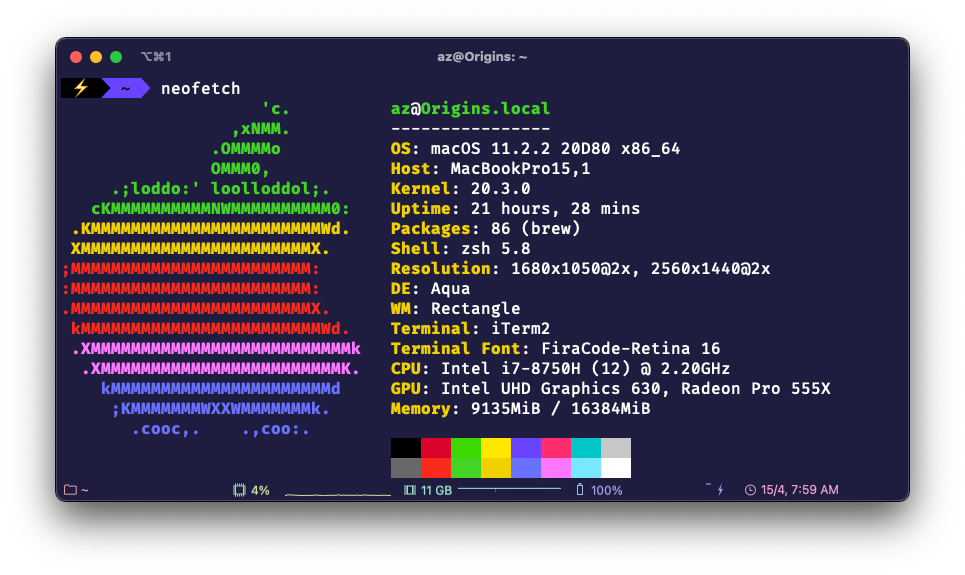 ⌥⌘1
az@Origins: ~
⚡ ~ neofetch
'c.
,xNMM.
.OMMMMo
OMMM0,
.;loddo:' loolloddol;.
cKMMMMMMMMMMNWMMMMMMMMMM0:
.KMMMMMMMMMMMMMMMMMMMMMMMWd.
XMMMMMMMMMMMMMMMMMMMMMMMX.
;MMMMMMMMMMMMMMMMMMMMMMMM:
:MMMMMMMMMMMMMMMMMMMMMMMM:
.MMMMMMMMMMMMMMMMMMMMMMMMX.
kMMMMMMMMMMMMMMMMMMMMMMMMWd.
.XMMMMMMMMMMMMMMMMMMMMMMMMMMk
.XMMMMMMMMMMMMMMMMMMMMMMMMK.
kMMMMMMMMMMMMMMMMMMMMMMd
;KMMMMMMMWXXWMMMMMMMk.
.cooc,. .,coo:.
az@Origins.local
----------------
OS: macOS 11.2.2 20D80 x86_64
Host: MacBookPro15,1
Kernel: 20.3.0
Uptime: 21 hours, 28 mins
Packages: 86 (brew)
Shell: zsh 5.8
Resolution: 1680x1050@2x, 2560x1440@2x
DE: Aqua
WM: Rectangle
Terminal: iTerm2
Terminal Font: FiraCode-Retina 16
CPU: Intel i7-8750H (12) @ 2.20GHz
GPU: Intel UHD Graphics 630, Radeon Pro 555X
Memory: 9135MiB / 16384MiB
~ 4% 11 GB 100% 15/4, 7:59 AM